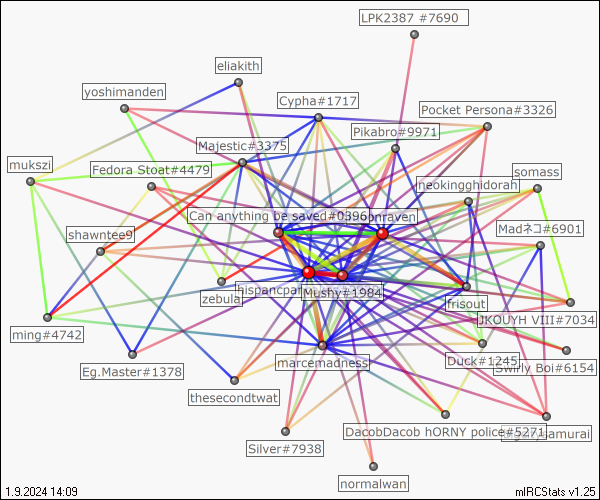 LPK2387 #7690
eliakith
yoshimanden
Cypha#1717
Pocket Persona#3326
Pikabro#9971
Majestic#3375
mukszi
Fedora Stoat#4479
somass
neokingghidorah
Can anything be saved#0396
onraven
Madネコ#6901
shawntee9
hispancpa
Mushy#1984
zebula
frisout
JKOUYH VIII#7034
ming#4742
marcemadness
Duck#1245
Eg.Master#1378
Swirly Boi#6154
thesecondtwat
DacobDacob hORNY police#5271
samurai
Silver#7938
normalwan
1.9.2024 14:09
mIRCStats v1.25